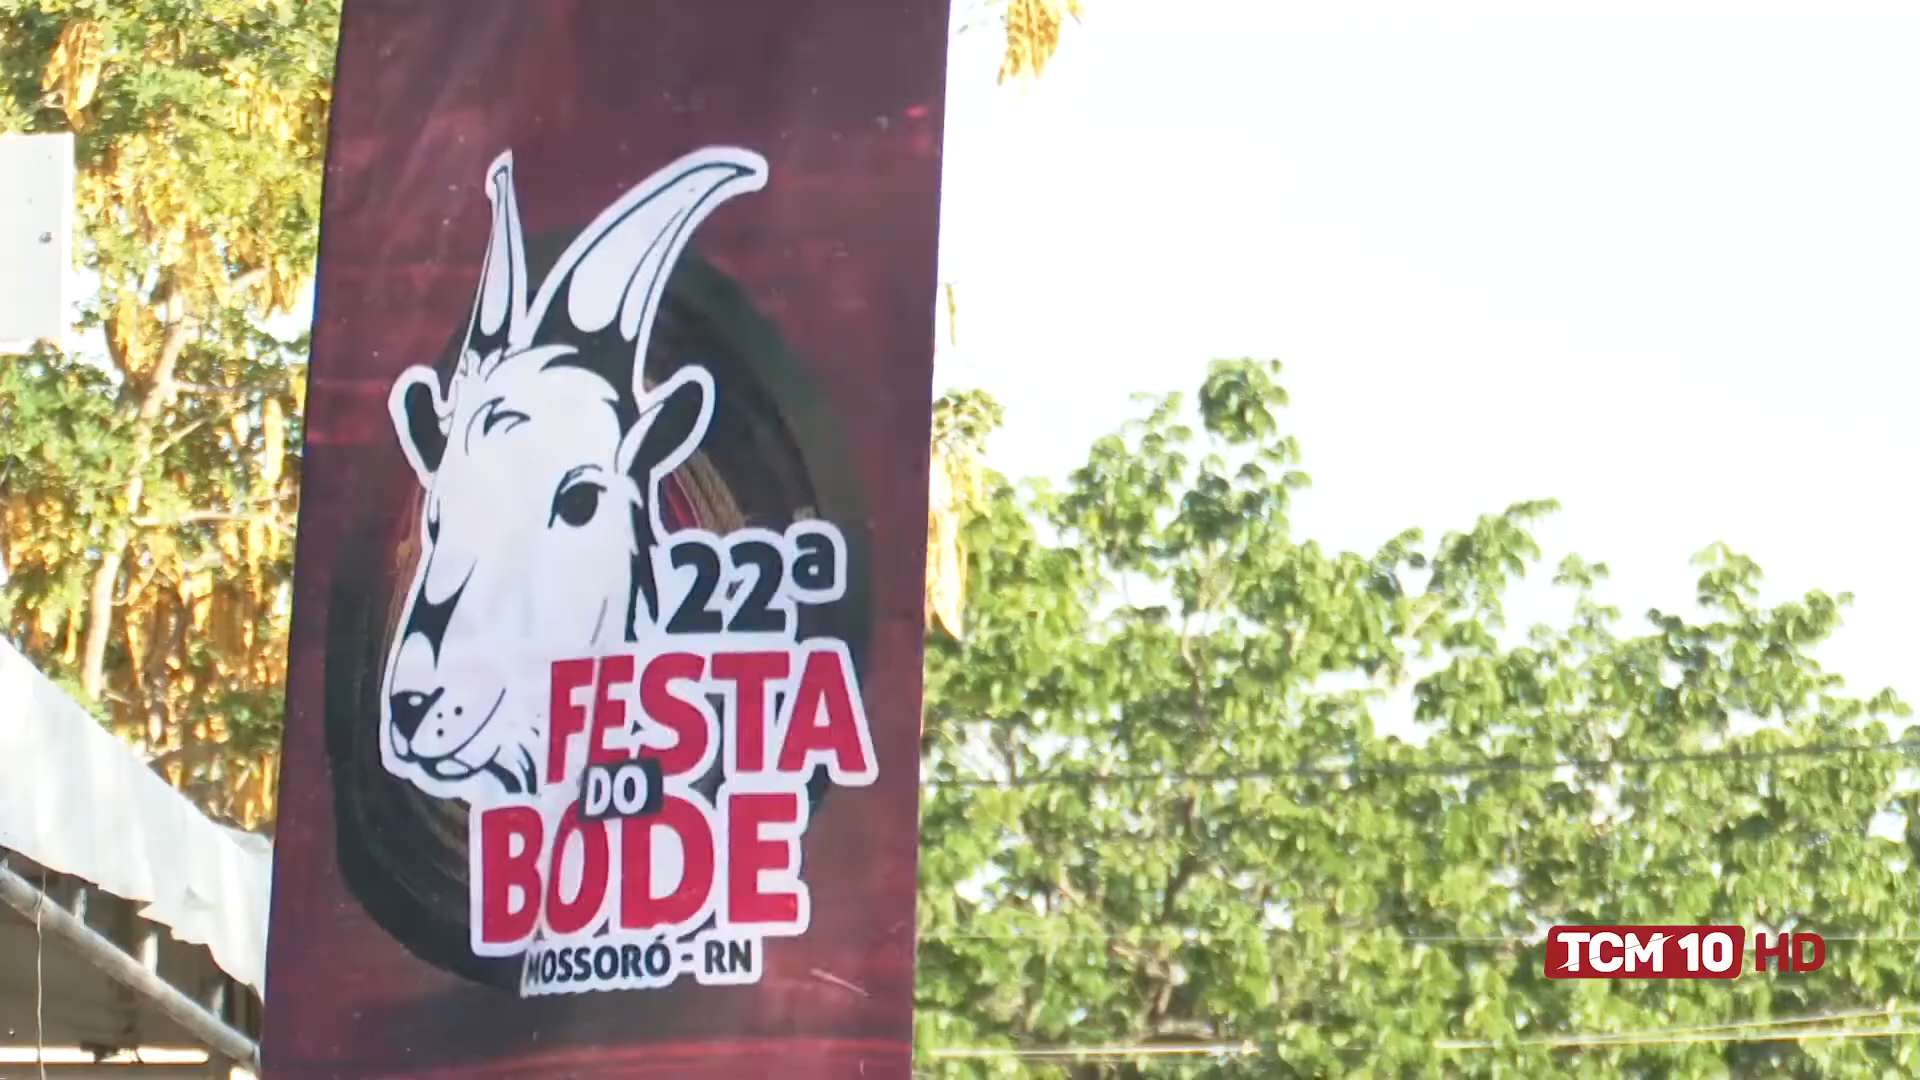 22ª
FESTA
DO
BODE
MOSSORÓ - RN
TCM 10 HD